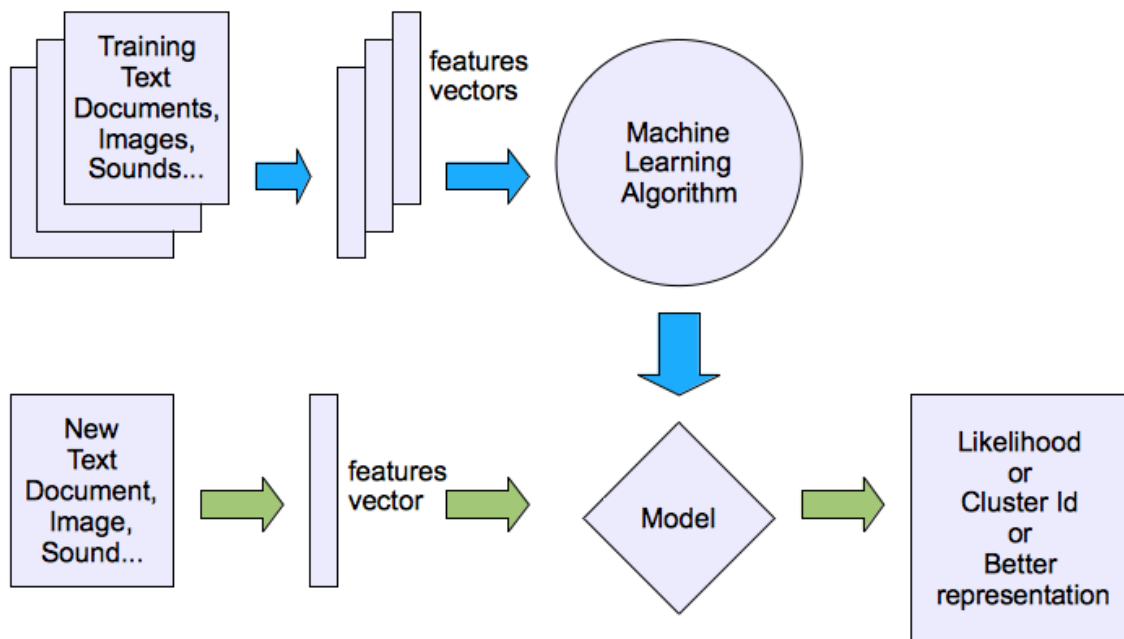 Training
Text
Documents,
Images,
Sounds...
features
vectors
Machine
Learning
Algorithm
New
Text
Document,
Image,
Sound...
features
vector
Model
Likelihood
or
Cluster Id
or
Better
representation